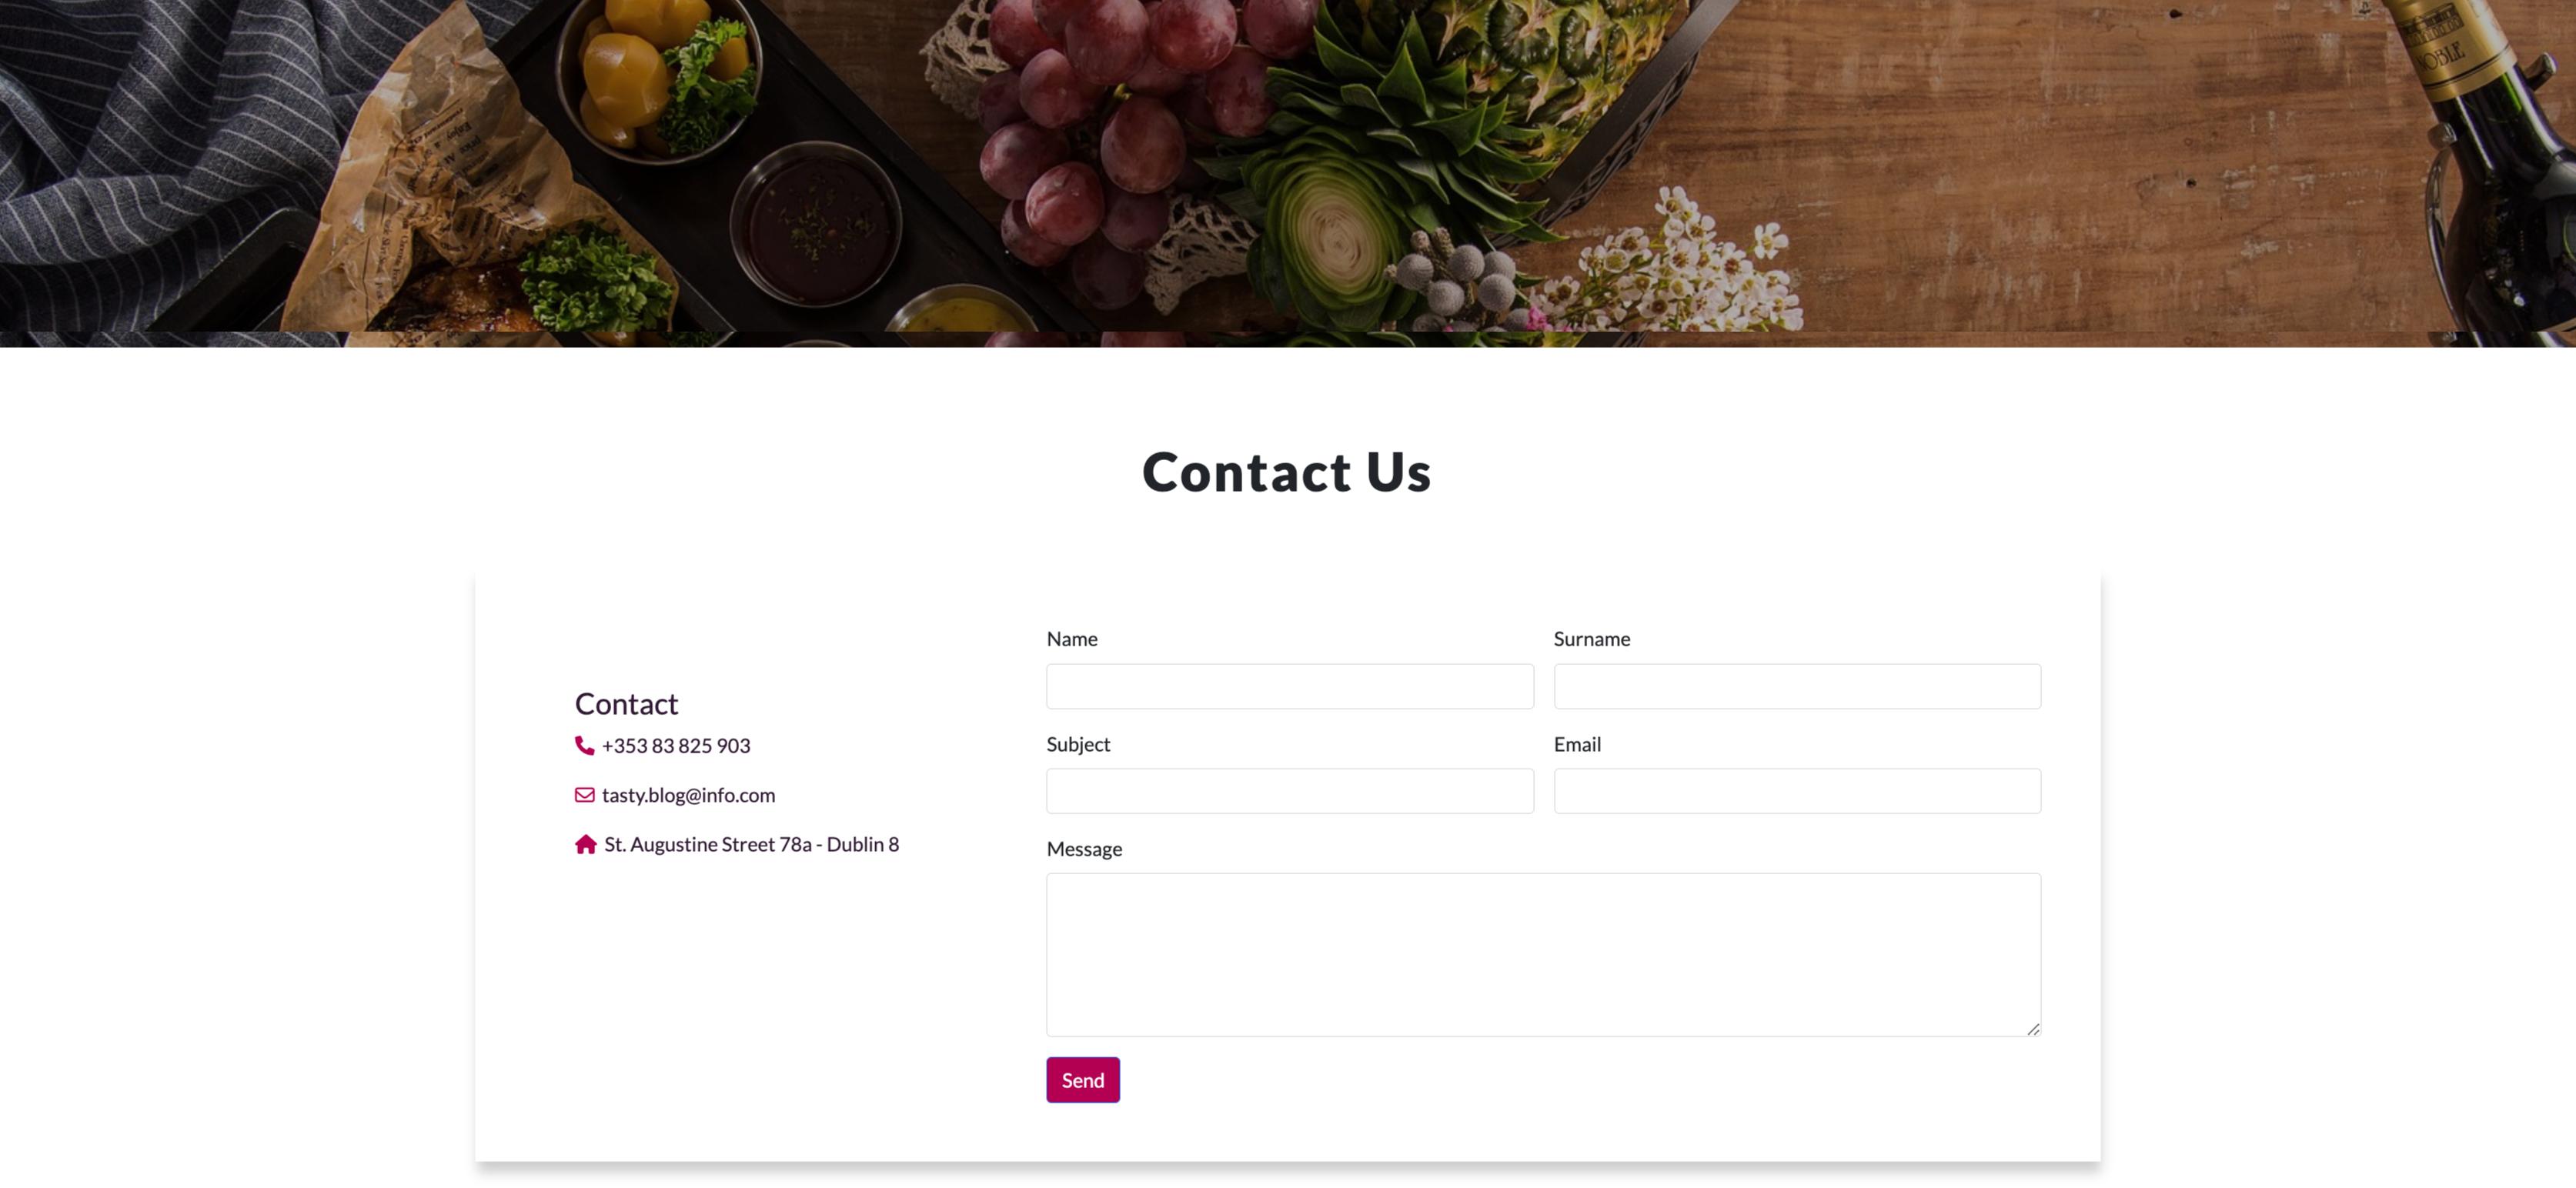 NOBLE
Contact Us
Contact
+353 83 825 903
tasty.blog@info.com
St. Augustine Street 78a - Dublin 8
Name
Surname
Subject
Email
Message
Send